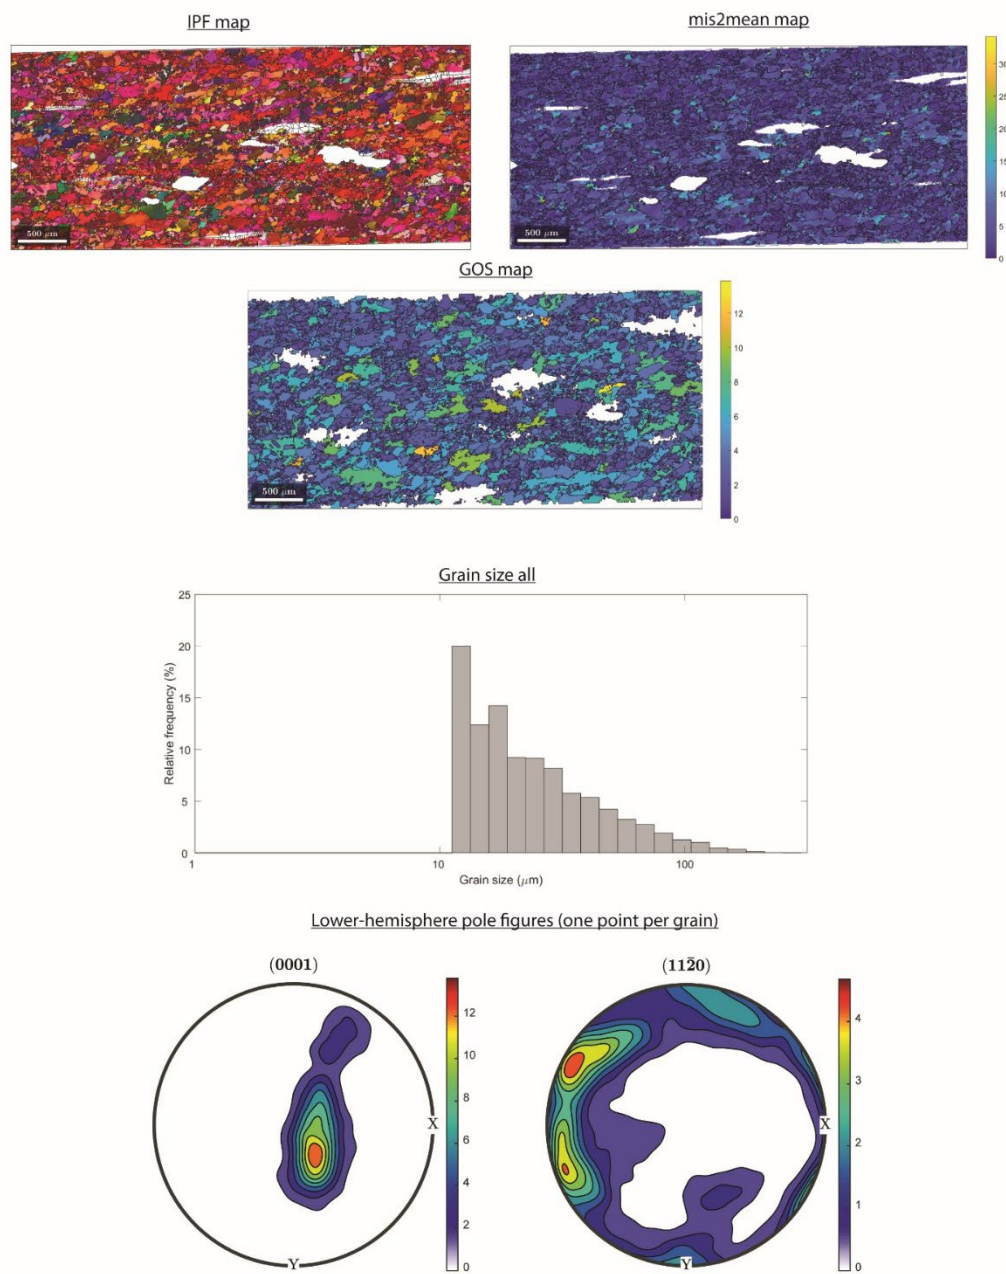 IPF map
mis2mean map
500 μm
500 μm
30
25
20
15
10
5
0
GOS map
500 μm
12
10
8
6
4
2
0
Grain size all
25
20
15
10
5
0
Relative frequency (%)
1
10
100
Grain size (μm)
Lower-hemisphere pole figures (one point per grain)
(0001)
X
Y
12
10
8
6
4
2
0
(112̄0)
X
Y
4
3
2
1
0